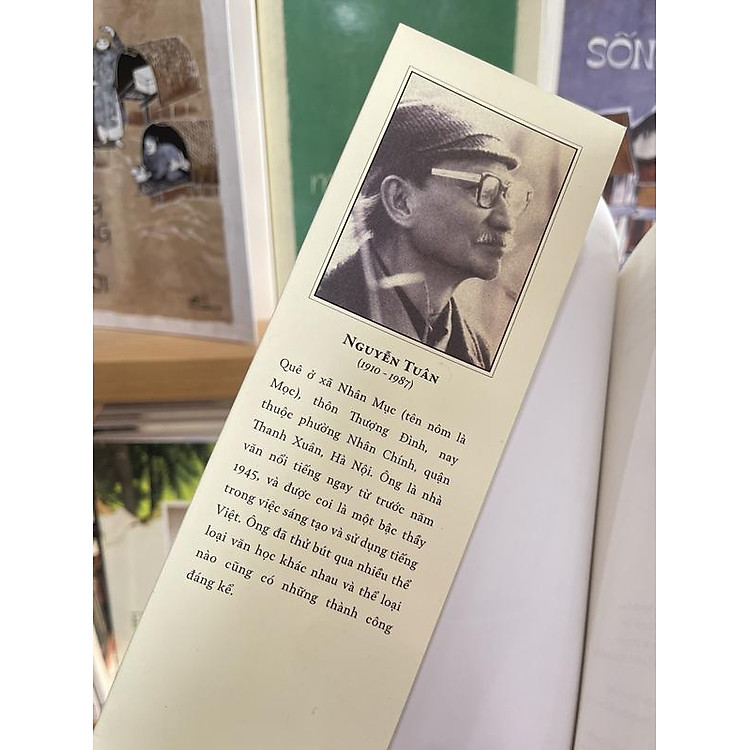 SỐN
NGUYỄN TUÂN
(1910 - 1987)
Quê ở xã Nhân Mục (tên nôm là
Mọc), thôn Thượng Đình, nay
thuộc phường Nhân Chính, quận
Thanh Xuân, Hà Nội. Ông là nhà
văn nổi tiếng ngay từ trước năm
1945, và được coi là một bậc thầy
trong việc sáng tạo và sử dụng tiếng
Việt. Ông đã thử bút qua nhiều thể
loại văn học khác nhau và thể loại
nào cũng có những thành công
đáng kể.